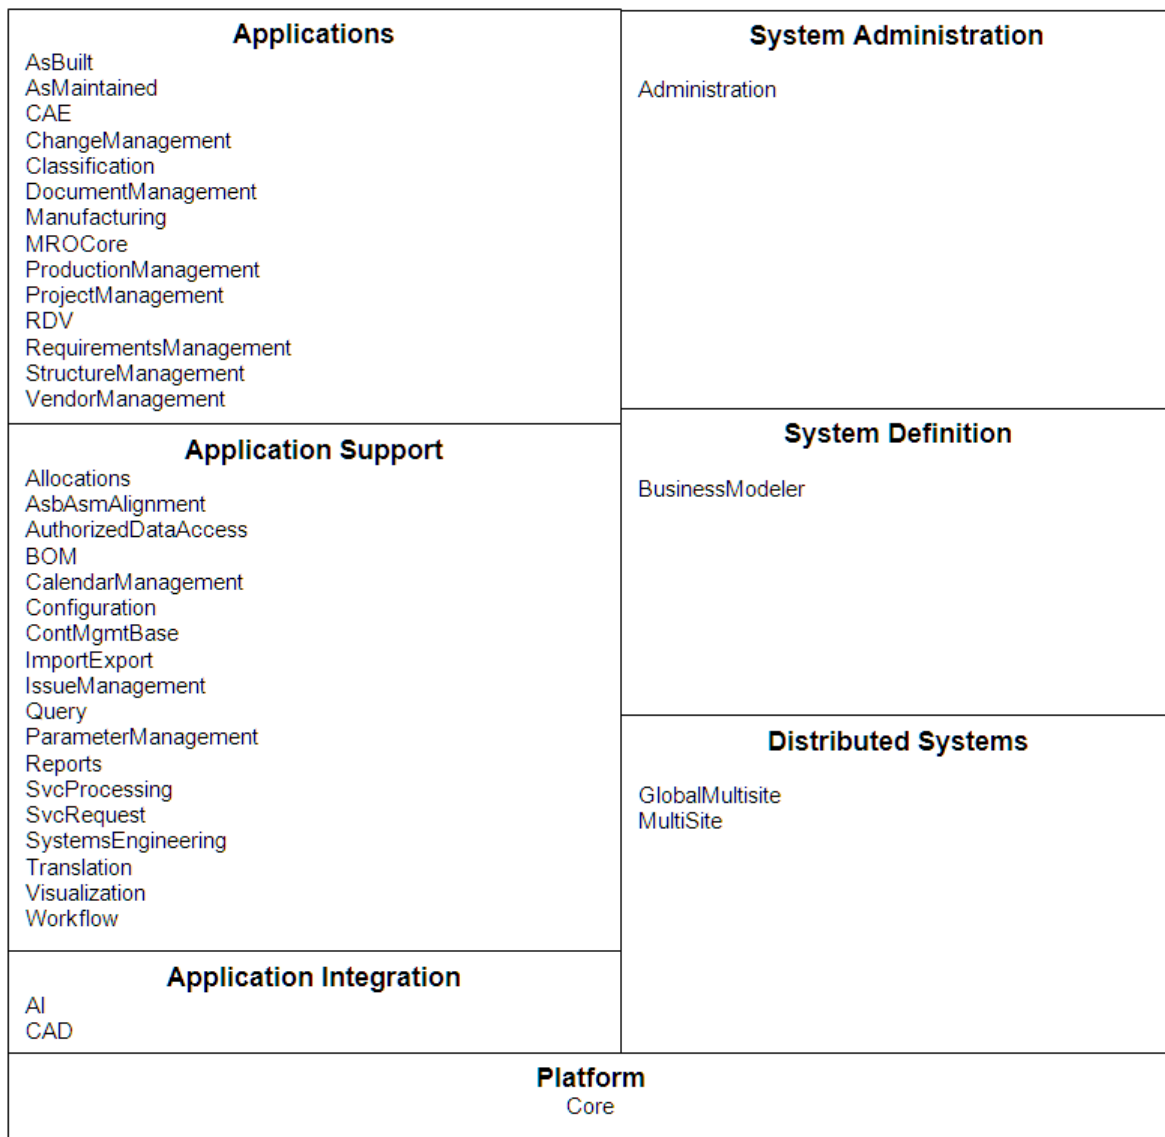 Applications
AsBuilt
AsMaintained
CAE
ChangeManagement
Classification
DocumentManagement
Manufacturing
MROCore
ProductionManagement
ProjectManagement
RDV
RequirementsManagement
StructureManagement
VendorManagement
Application Support
Allocations
AsbAsmAlignment
AuthorizedDataAccess
BOM
CalendarManagement
Configuration
ContMgmtBase
ImportExport
IssueManagement
Query
ParameterManagement
Reports
SvcProcessing
SvcRequest
SystemsEngineering
Translation
Visualization
Workflow
Application Integration
AI
CAD
System Administration
Administration
System Definition
BusinessModeler
Distributed Systems
GlobalMultisite
MultiSite
Platform
Core